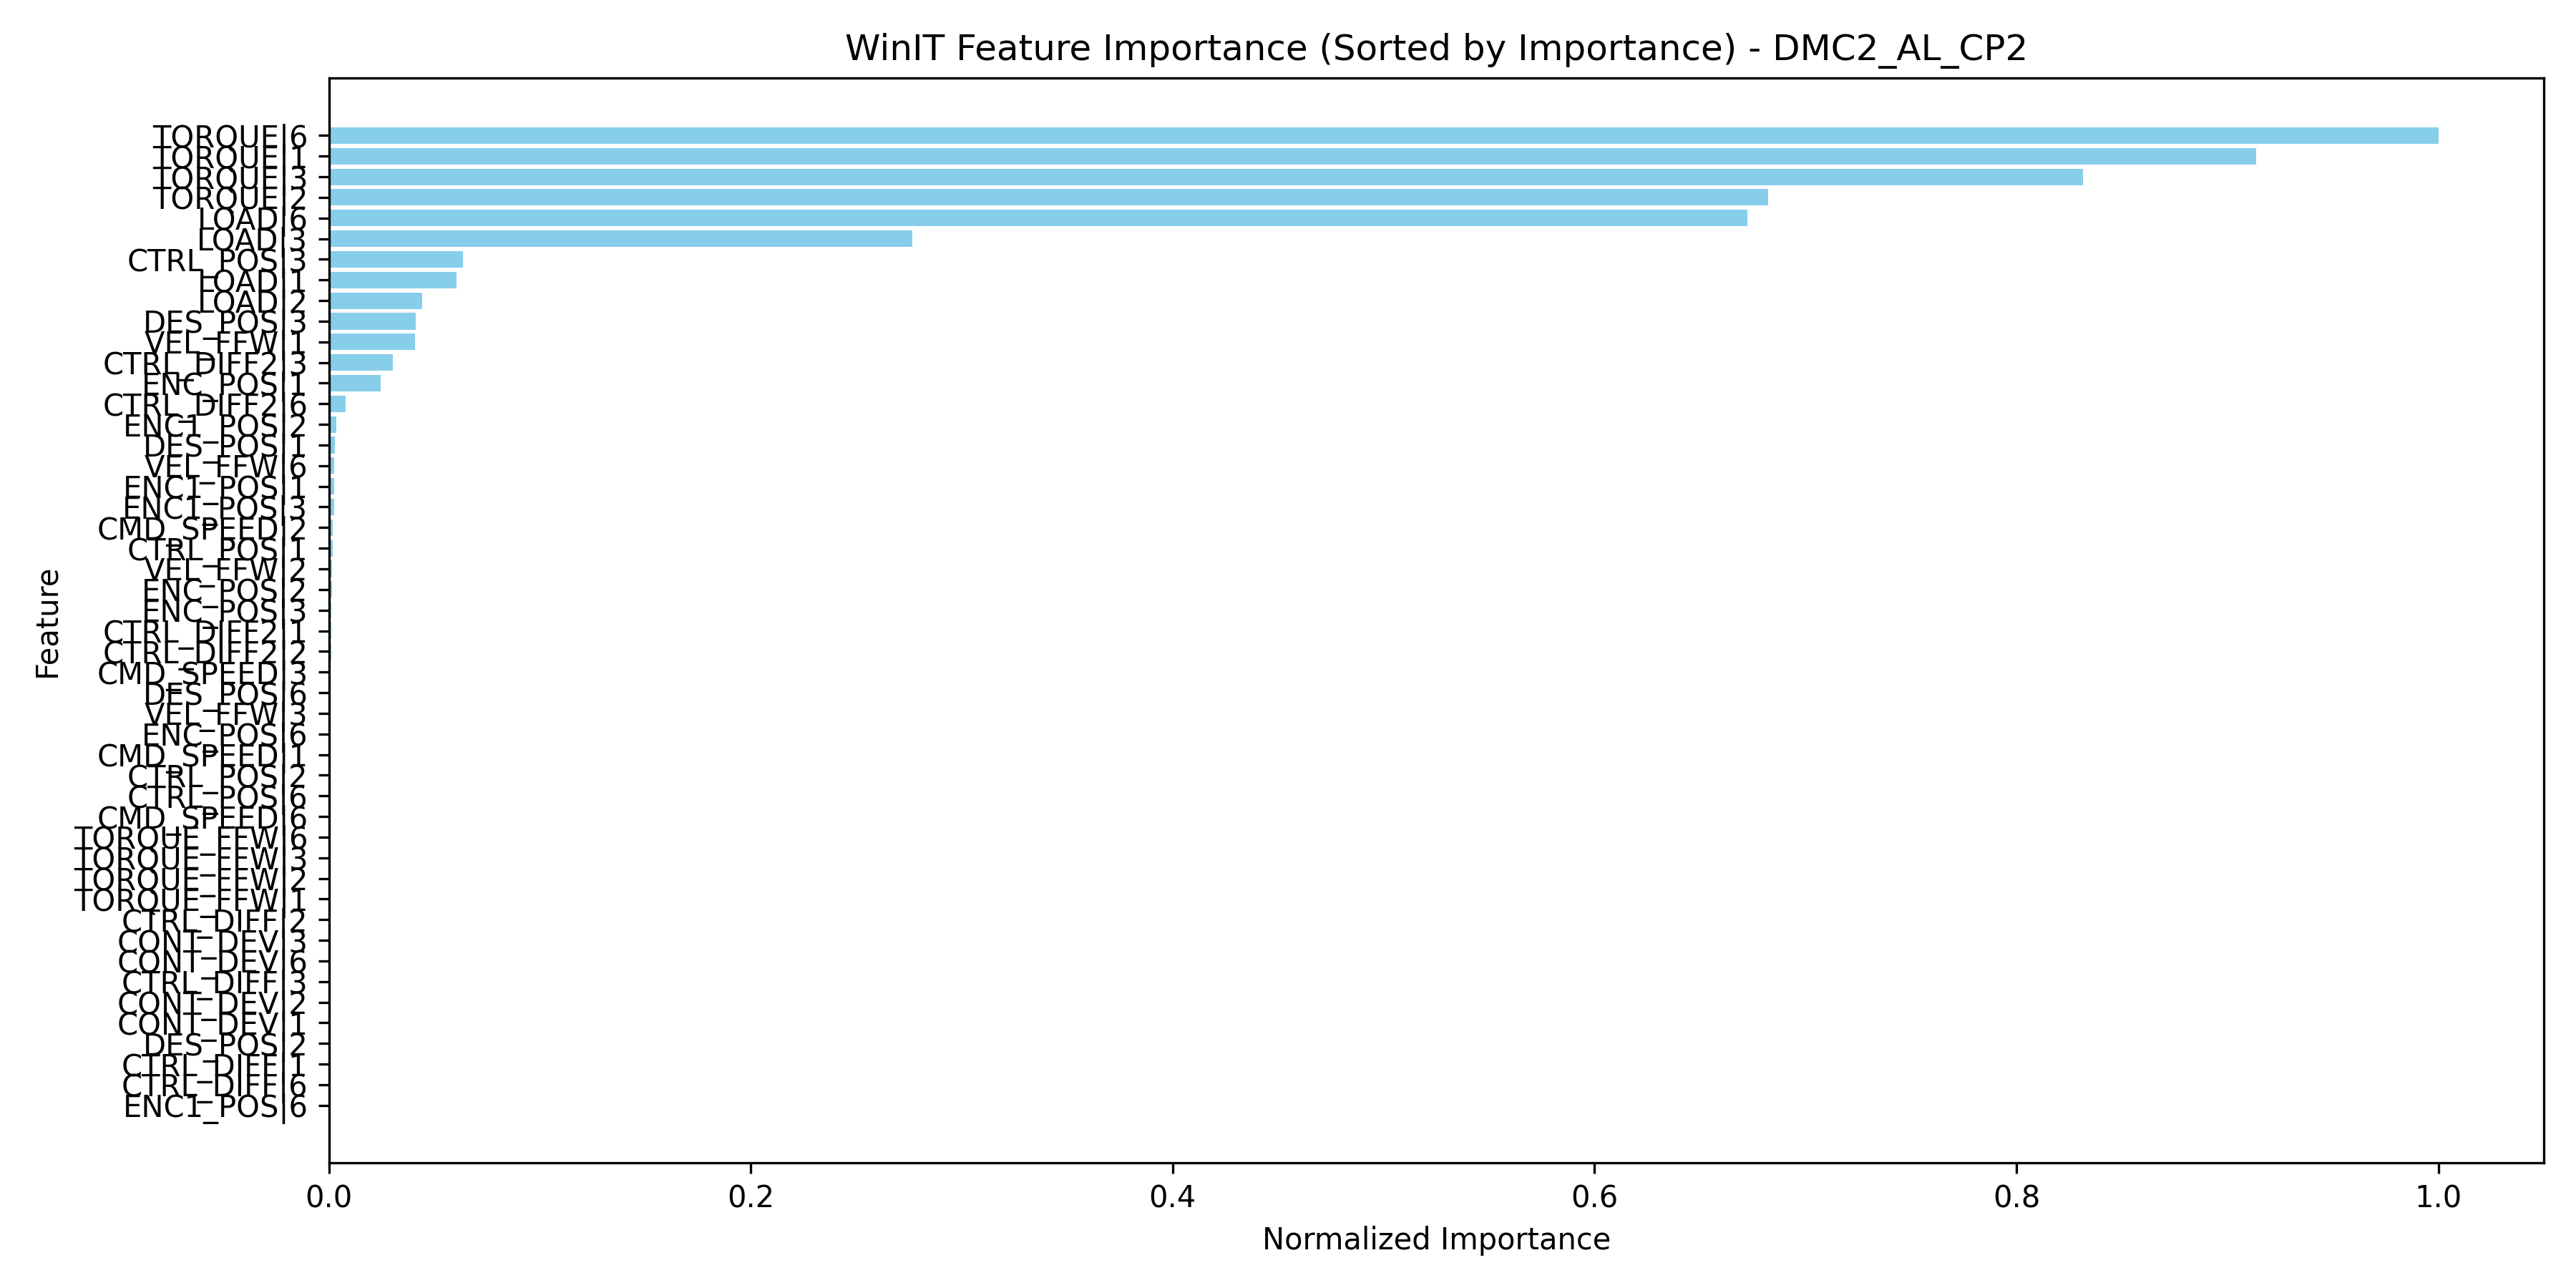 WinIT Feature Importance (Sorted by Importance) - DMC2_AL_CP2
TORQUE|6
TORQUE|1
TORQUE|3
TORQUE|2
LOAD|6
LOAD|3
CTRL_POS|3
LOAD|1
LOAD|2
DES_POS|3
VEL_FFW|1
CTRL_DIFF2|3
ENC_POS|1
CTRL_DIFF2|6
ENC1_POS|2
DES_POS|1
VEL_FFW|6
ENC1_POS|1
ENC1_POS|3
CMD_SPEED|2
CTRL_POS|1
VEL_FFW|2
ENC_POS|2
ENC_POS|3
CTRL_DIFF2|1
CTRL_DIFF2|2
CMD_SPEED|3
DES_POS|6
VEL_FFW|3
ENC_POS|6
CMD_SPEED|1
CTRL_POS|2
CTRL_POS|6
CMD_SPEED|6
TORQUE_FFW|6
TORQUE_FFW|3
TORQUE_FFW|2
TORQUE_FFW|1
CTRL_DIFF|2
CONT_DEV|3
CONT_DEV|6
CTRL_DIFF|3
CONT_DEV|2
CONT_DEV|1
DES_POS|2
CTRL_DIFF|1
CTRL_DIFF|6
ENC1_POS|6
Feature
0.0 0.2 0.4 0.6 0.8 1.0
Normalized Importance